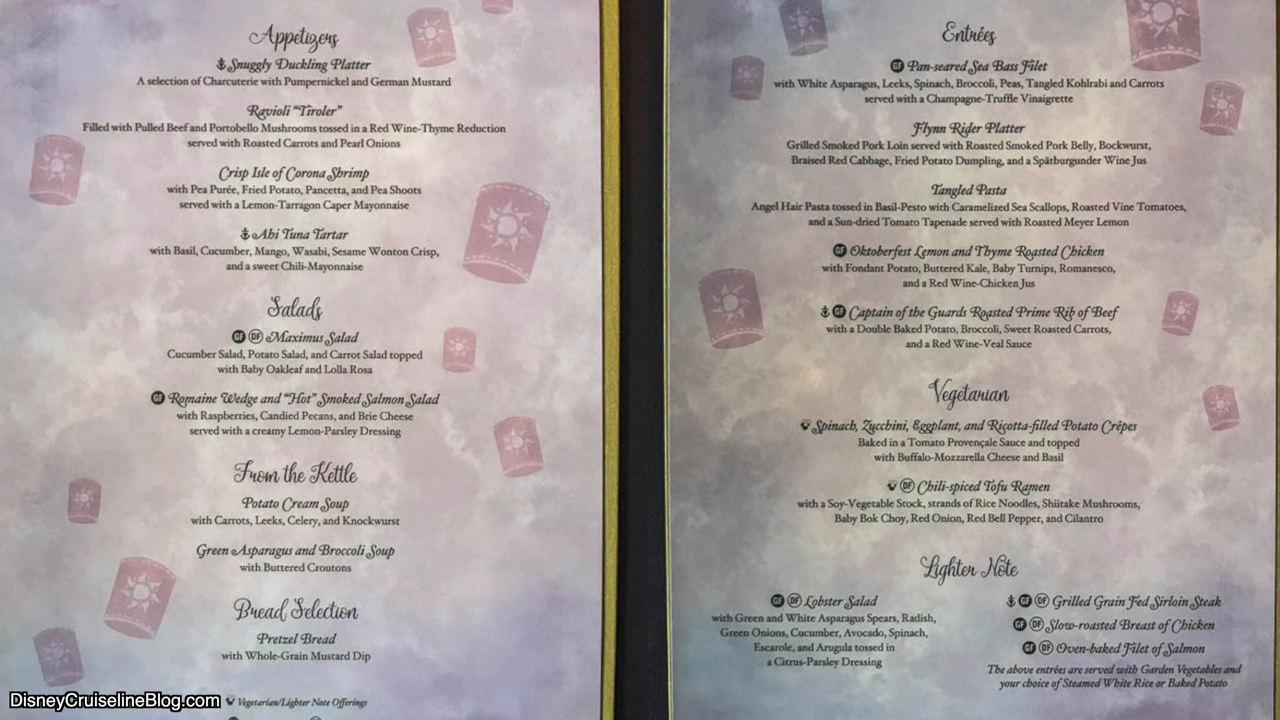 Appetizers
Snuggly Duckling Platter
A selection of Charcuterie with Pumpernickel and German Mustard
Ravioli "Tiroler"
Filled with Pulled Beef and Portobello Mushrooms tossed in a Red Wine-Thyme Reduction
served with Roasted Carrots and Pearl Onions
Crisp Isle of Corona Shrimp
with Pea Purée, Fried Potato, Pancetta, and Pea Shoots
served with a Lemon-Tarragon Caper Mayonnaise
Ahi Tuna Tartar
with Basil, Cucumber, Mango, Wasabi, Sesame Wonton Crisp,
and a sweet Chili-Mayonnaise
Salads
GF DF Maximus Salad
Cucumber Salad, Potato Salad, and Carrot Salad topped
with Baby Oakleaf and Lolla Rosa
GF Romaine Wedge and "Hot" Smoked Salmon Salad
with Raspberries, Candied Pecans, and Brie Cheese
served with a creamy Lemon-Parsley Dressing
From the Kettle
Potato Cream Soup
with Carrots, Leeks, Celery, and Knockwurst
Green Asparagus and Broccoli Soup
with Buttered Croutons
Bread Selection
Pretzel Bread
with Whole-Grain Mustard Dip
Vegetarian/Lighter Note Offerings
DisneyCruiselineBlog.com
Entrées
GF Pan-seared Sea Bass Filet
with White Asparagus, Leeks, Spinach, Broccoli, Peas, Tangled Kohlrabi and Carrots
served with a Champagne-Truffle Vinaigrette
Flynn Rider Platter
Grilled Smoked Pork Loin served with Roasted Smoked Pork Belly, Bockwurst,
Braised Red Cabbage, Fried Potato Dumpling, and a Spätburgunder Wine Jus
Tangled Pasta
Angel Hair Pasta tossed in Basil-Pesto with Caramelized Sea Scallops, Roasted Vine Tomatoes,
and a Sun-dried Tomato Tapenade served with Roasted Meyer Lemon
GF Oktoberfest Lemon and Thyme Roasted Chicken
with Fondant Potato, Buttered Kale, Baby Turnips, Romanesco,
and a Red Wine-Chicken Jus
GF Captain of the Guards Roasted Prime Rib of Beef
with a Double Baked Potato, Broccoli, Sweet Roasted Carrots,
and a Red Wine-Veal Sauce
Vegetarian
Spinach, Zucchini, Eggplant, and Ricotta-filled Potato Crêpes
Baked in a Tomato Provençale Sauce and topped
with Buffalo-Mozzarella Cheese and Basil
DF Chili-spiced Tofu Ramen
with a Soy-Vegetable Stock, strands of Rice Noodles, Shiitake Mushrooms,
Baby Bok Choy, Red Onion, Red Bell Pepper, and Cilantro
Lighter Note
GF DF Lobster Salad
with Green and White Asparagus Spears, Radish,
Green Onions, Cucumber, Avocado, Spinach,
Escarole, and Arugula tossed in
a Citrus-Parsley Dressing
GF DF Grilled Grain Fed Sirloin Steak
GF DF Slow-roasted Breast of Chicken
GF DF Oven-baked Filet of Salmon
The above entrées are served with Garden Vegetables and
your choice of Steamed White Rice or Baked Potato